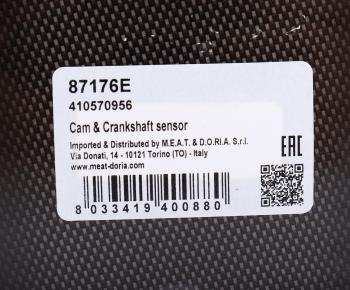 87176E
410570956
Cam & Crankshaft sensor
Imported & Distributed by M.E.A.T. & D.O.R.I.A. S.r.l.
Via Donati, 14 - 10121 Torino (TO) - Italy
www.meat-doria.com
EAC
8 033419 400880